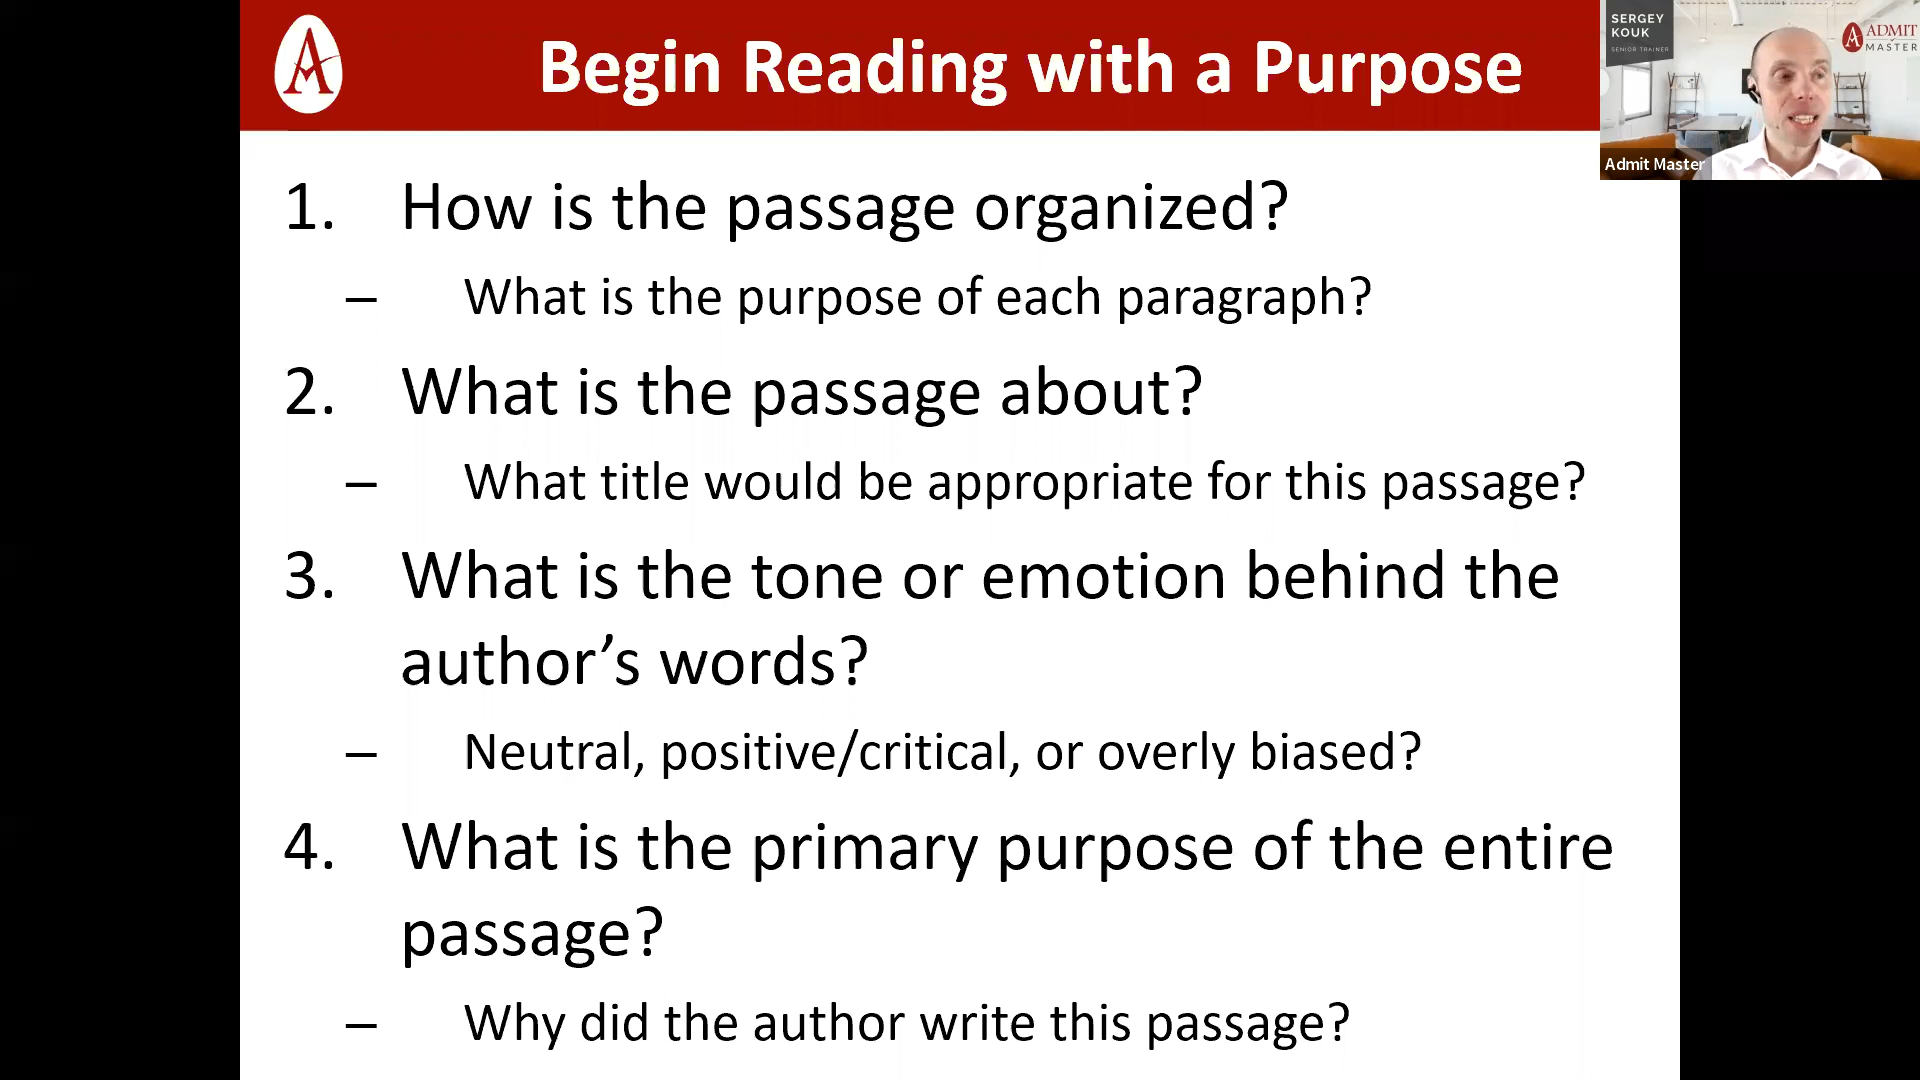 Begin Reading with a Purpose
SERGEY
KOUK
SENIOR TRAINER
ADMIT
MASTER
Admit Master
1. How is the passage organized?
– What is the purpose of each paragraph?
2. What is the passage about?
– What title would be appropriate for this passage?
3. What is the tone or emotion behind the
author’s words?
– Neutral, positive/critical, or overly biased?
4. What is the primary purpose of the entire
passage?
– Why did the author write this passage?